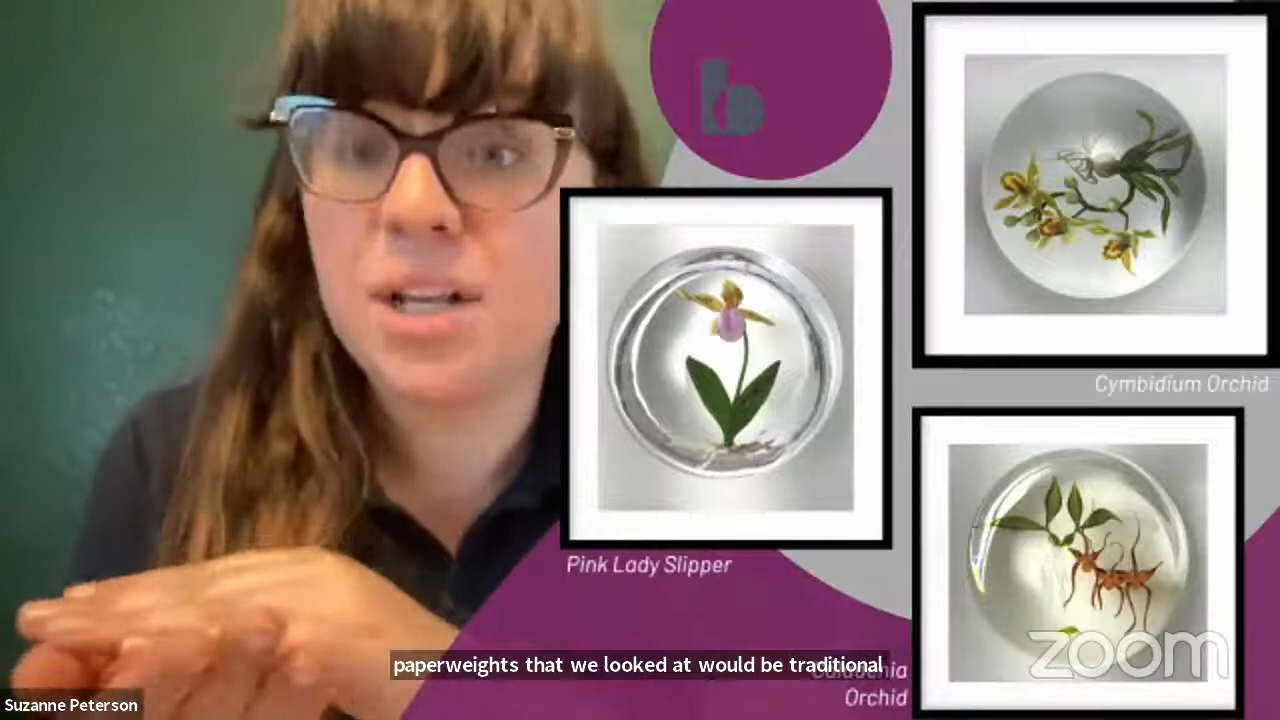 b
Cymbidium Orchid
Pink Lady Slipper
paperweights that we looked at would be traditional
Orchid
zoom
Suzanne Peterson